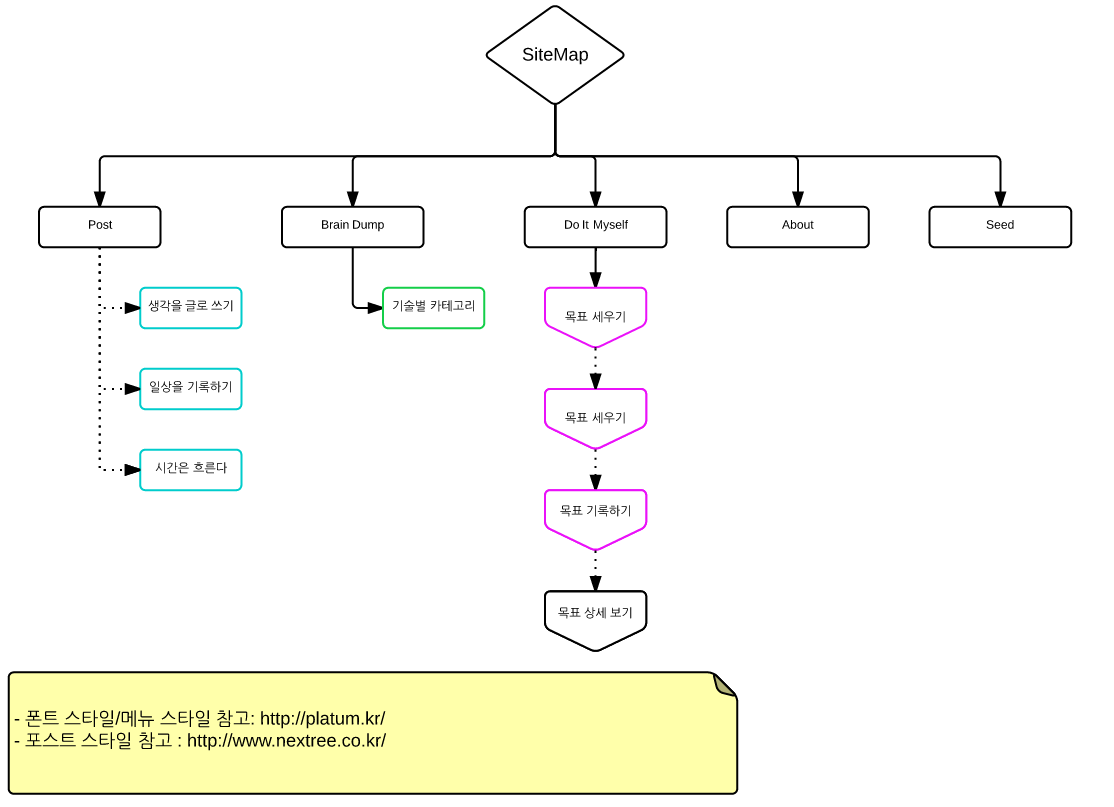 SiteMap
Post
Brain Dump
Do It Myself
About
Seed
생각을 글로 쓰기
기술별 카테고리
목표 세우기
일상을 기록하기
목표 세우기
시간은 흐른다
목표 기록하기
목표 상세 보기
- 폰트 스타일/메뉴 스타일 참고: http://platum.kr/
- 포스트 스타일 참고 : http://www.nextree.co.kr/